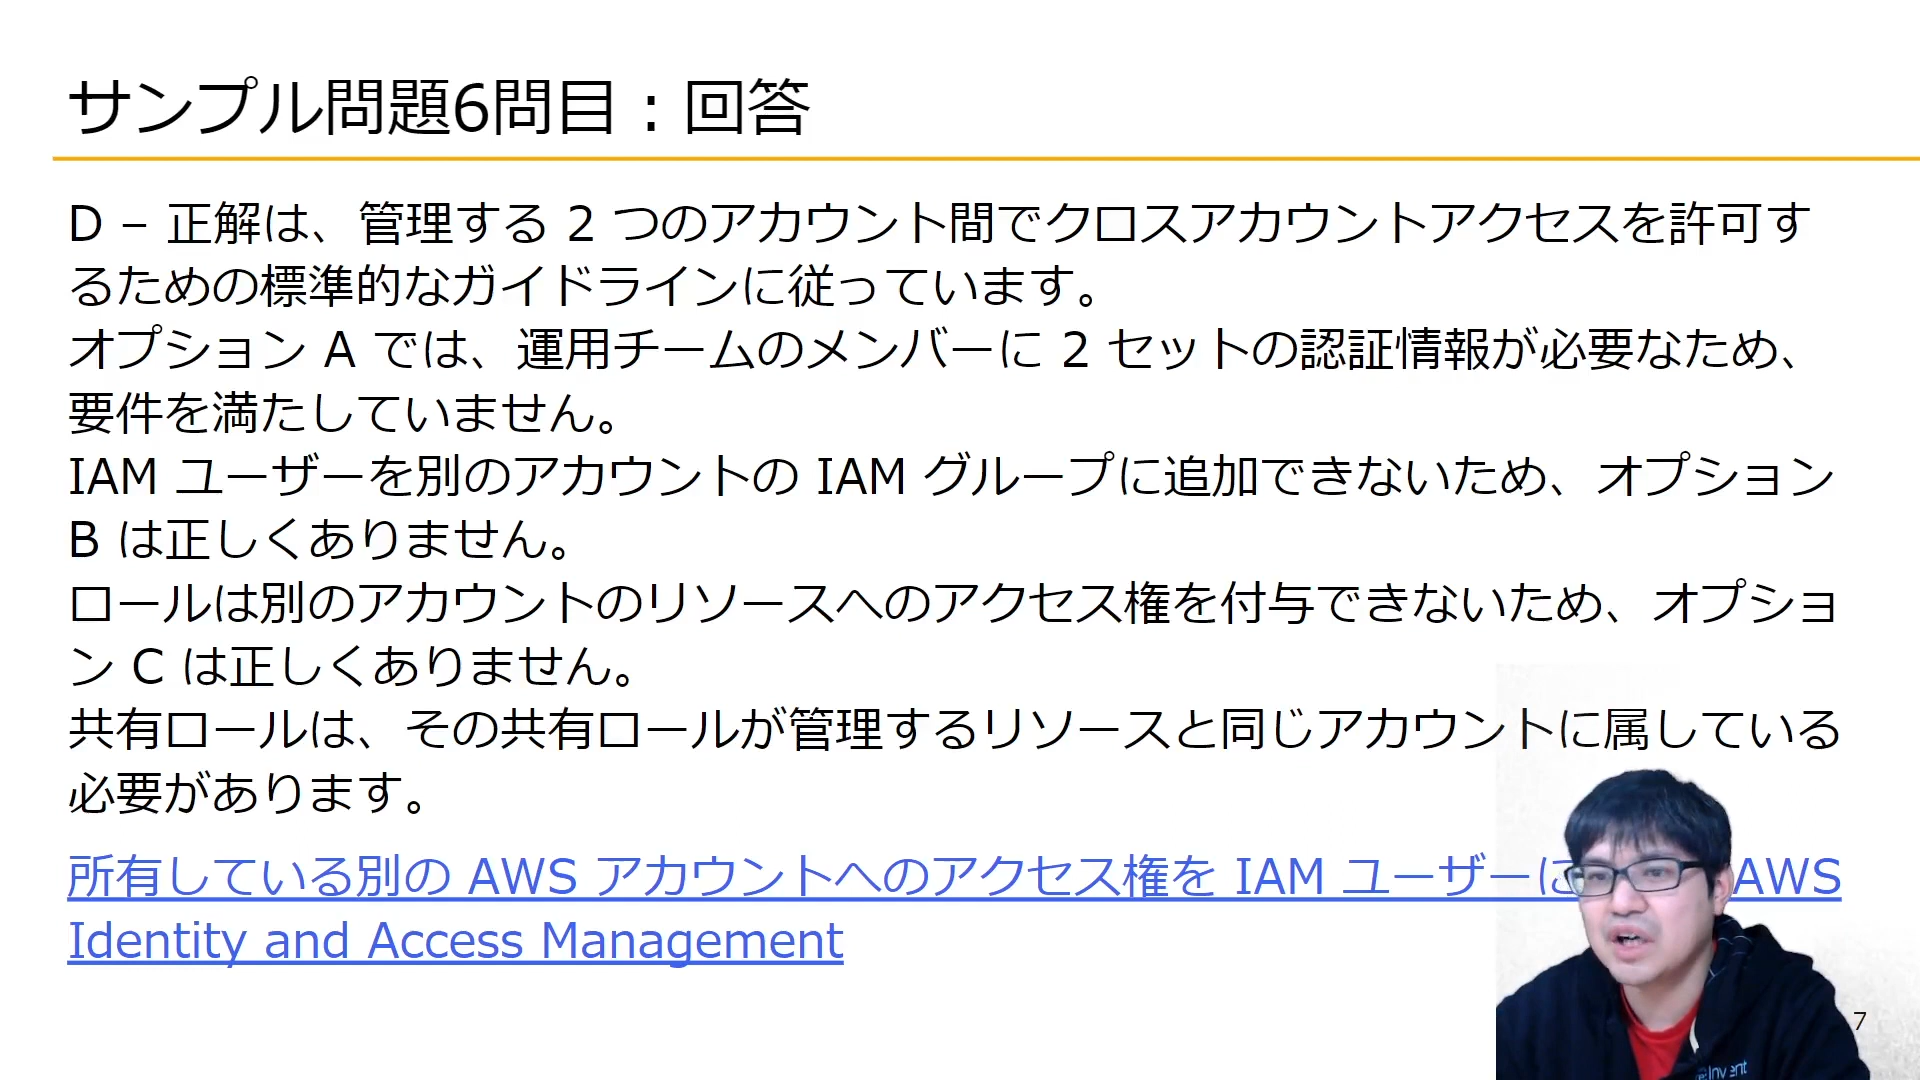 サンプル問題6問目：回答
D – 正解は、管理する 2 つのアカウント間でクロスアカウントアクセスを許可す
るための標準的なガイドラインに従っています。
オプション A では、運用チームのメンバーに 2 セットの認証情報が必要なため、
要件を満たしていません。
IAM ユーザーを別のアカウントの IAM グループに追加できないため、オプション
B は正しくありません。
ロールは別のアカウントのリソースへのアクセス権を付与できないため、オプショ
ン C は正しくありません。
共有ロールは、その共有ロールが管理するリソースと同じアカウントに属している
必要があります。
所有している別の AWS アカウントへのアクセス権を IAM ユーザーに AWS
Identity and Access Management
re:Invent
7